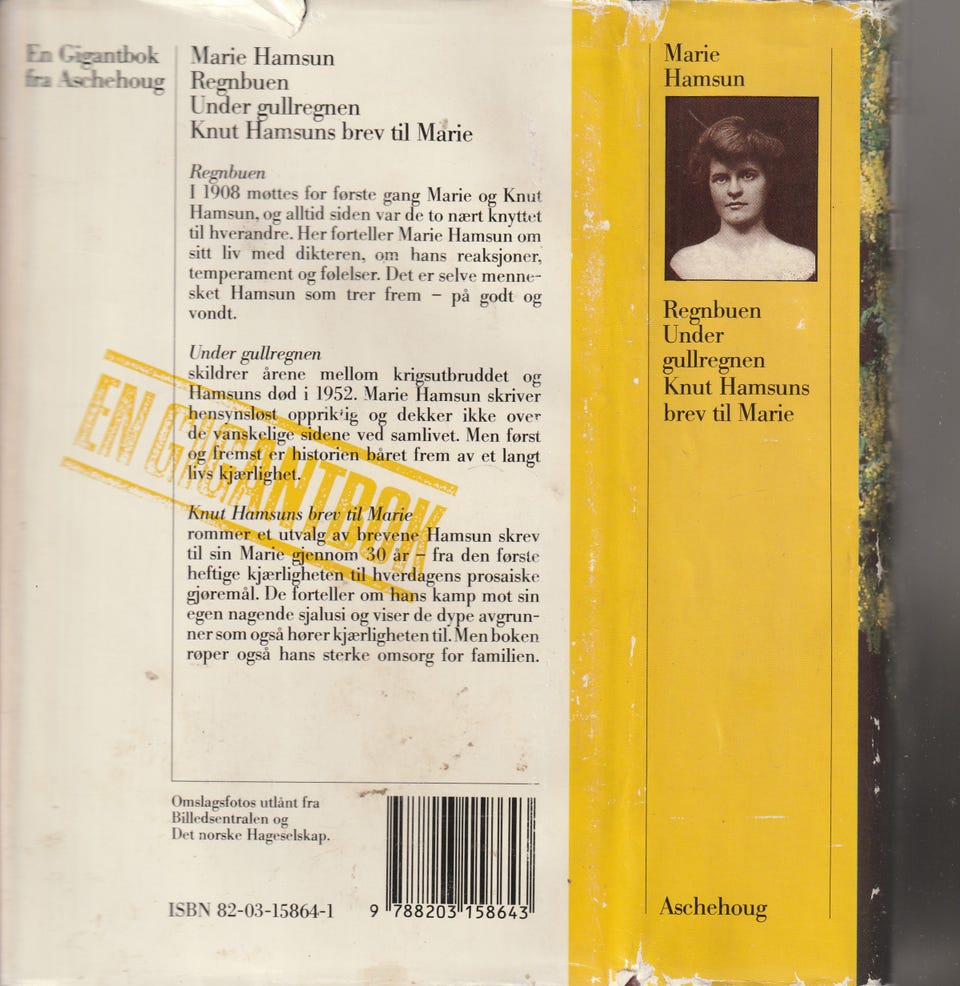 En Gigantbok
fra Aschehoug
Marie Hamsun
Regnbuen
Under gullregnen
Knut Hamsuns brev til Marie
Regnbuen
I 1908 møttes for første gang Marie og Knut
Hamsun, og alltid siden var de to nært knyttet
til hverandre. Her forteller Marie Hamsun om
sitt liv med dikteren, om hans reaksjoner,
temperament og følelser. Det er selve menne-
sket Hamsun som trer frem – på godt og
vondt.
Under gullregnen
skildrer årene mellom krigsutbruddet og
Hamsuns død i 1952. Marie Hamsun skriver
hensynsløst oppriktig og dekker ikke over
de vanskelige sidene ved samlivet. Men først
og fremst er historien båret frem av et langt
livs kjærlighet.
Knut Hamsuns brev til Marie
rommer et utvalg av brevene Hamsun skrev
til sin Marie gjennom 30 år – fra den første
heftige kjærligheten til hverdagens prosaiske
gjøremål. De forteller om hans kamp mot sin
egen nagende sjalusi og viser de dype avgrun-
ner som også hører kjærligheten til. Men boken
røper også hans sterke omsorg for familien.
EN GIGANTBOK
Omslagsfotos utlånt fra
Billedsentralen og
Det norske Hageselskap.
ISBN 82-03-15864-1
9 788203 158643
Marie
Hamsun
Regnbuen
Under
gullregnen
Knut Hamsuns
brev til Marie
Aschehoug